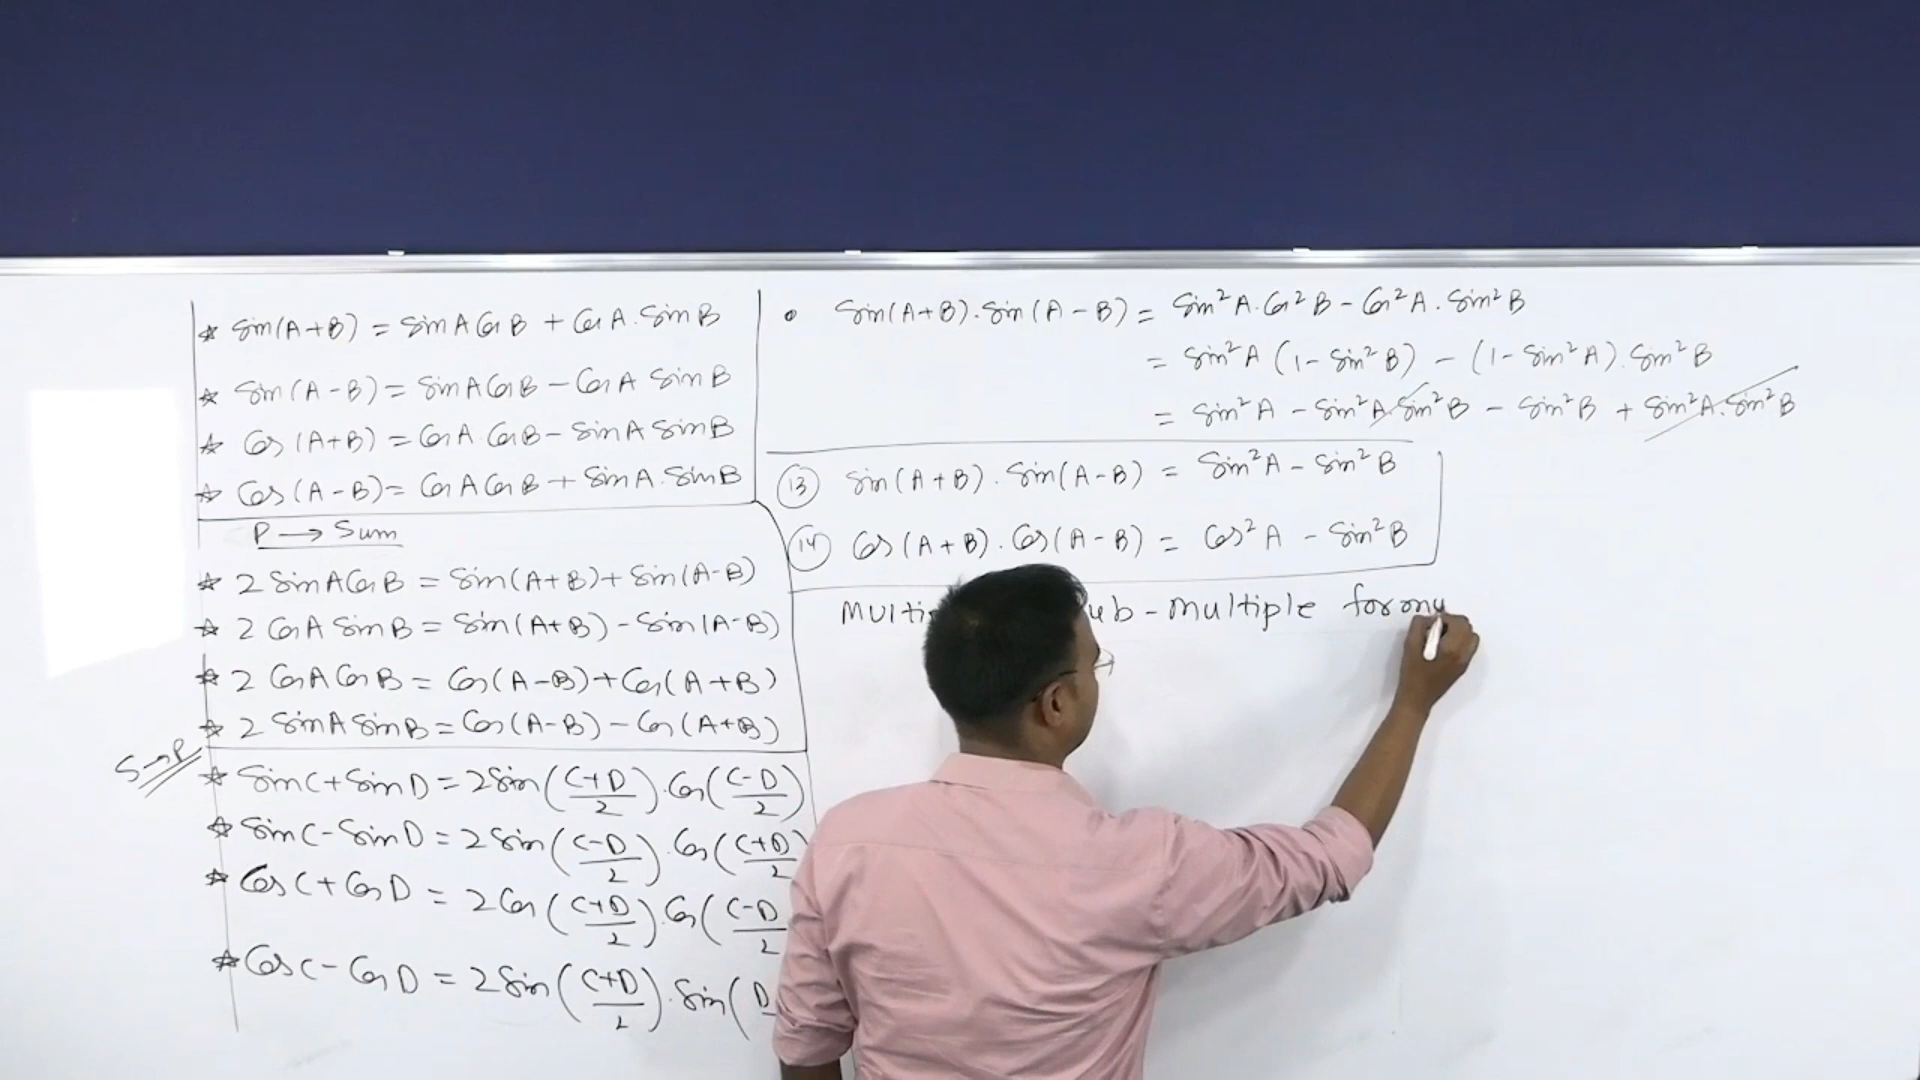 ☆ Sin(A+B) = SinA CosB + CosA.SinB
☆ Sin(A-B) = SinA CosB - CosA SinB
☆ Cos(A+B) = CosA.CosB - SinA SinB
☆ Cos(A-B) = CosA CosB + SinA.SinB
P → Sum
☆ 2 SinA CosB = Sin(A+B) + Sin(A-B)
☆ 2 CosA SinB = Sin(A+B) - Sin(A-B)
☆ 2 CosA CosB = Cos(A-B) + Cos(A+B)
☆ 2 SinA SinB = Cos(A-B) - Cos(A+B)
S→P
☆ SinC + SinD = 2Sin((C+D)/2).Cos((C-D)/2)
☆ SinC - SinD = 2Sin((C-D)/2).Cos((C+D)/2
☆ CosC + CosD = 2Cos((C+D)/2).Cos((C-D/2
☆ CosC - CosD = 2Sin((C+D)/2).Sin(D
• Sin(A+B).Sin(A-B) = Sin²A.Cos²B - Cos²A.Sin²B
= Sin²A (1-Sin²B) - (1-Sin²A).Sin²B
= Sin²A - Sin²A.Sin²B - Sin²B + Sin²A.Sin²B
13 Sin(A+B).Sin(A-B) = Sin²A - Sin²B
14 Cos(A+B).Cos(A-B) = Cos²A - Sin²B
Multi ub-multiple formu